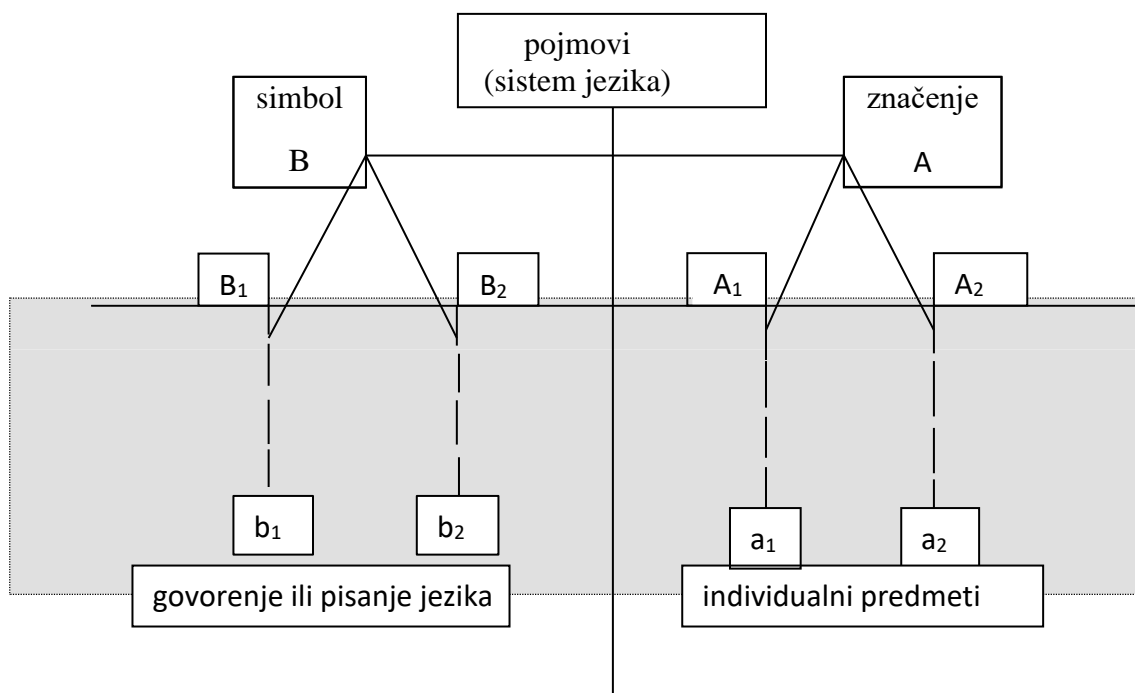 pojmovi
(sistem jezika)
simbol
B
značenje
A
B₁
B₂
A₁
A₂
b₁
b₂
a₁
a₂
govorenje ili pisanje jezika
individualni predmeti